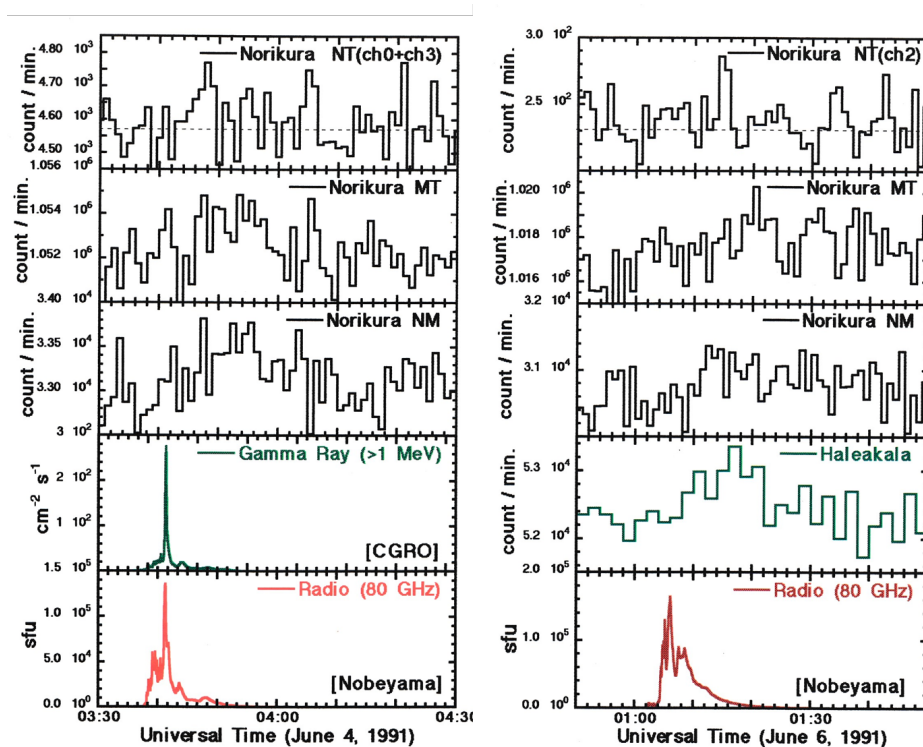 4.80 10³
Norikura NT(ch0+ch3)
4.70 10³
4.60 10³
4.50 10³
count / min.
1.056 10⁶
Norikura MT
1.054 10⁶
1.052 10⁶
count / min.
3.40 10⁴
Norikura NM
3.35 10⁴
3.30 10⁴
count / min.
3 10²
Gamma Ray (>1 MeV)
2 10²
1 10²
cm⁻² s⁻¹
[CGRO]
1.5 10⁵
Radio (80 GHz)
1.0 10⁵
5.0 10⁴
0.0 10⁰
sfu
[Nobeyama]
03:30 04:00 04:30
Universal Time (June 4, 1991)
3.0 10²
Norikura NT(ch2)
2.5 10²
count / min.
1.020 10⁶
Norikura MT
1.018 10⁶
1.016 10⁶
count / min.
3.2 10⁴
Norikura NM
3.1 10⁴
count / min.
Haleakala
5.3 10⁴
5.2 10⁴
count / min.
2.0 10⁵
Radio (80 GHz)
1.0 10⁵
0.0 10⁰
sfu
[Nobeyama]
01:00 01:30
Universal Time (June 6, 1991)